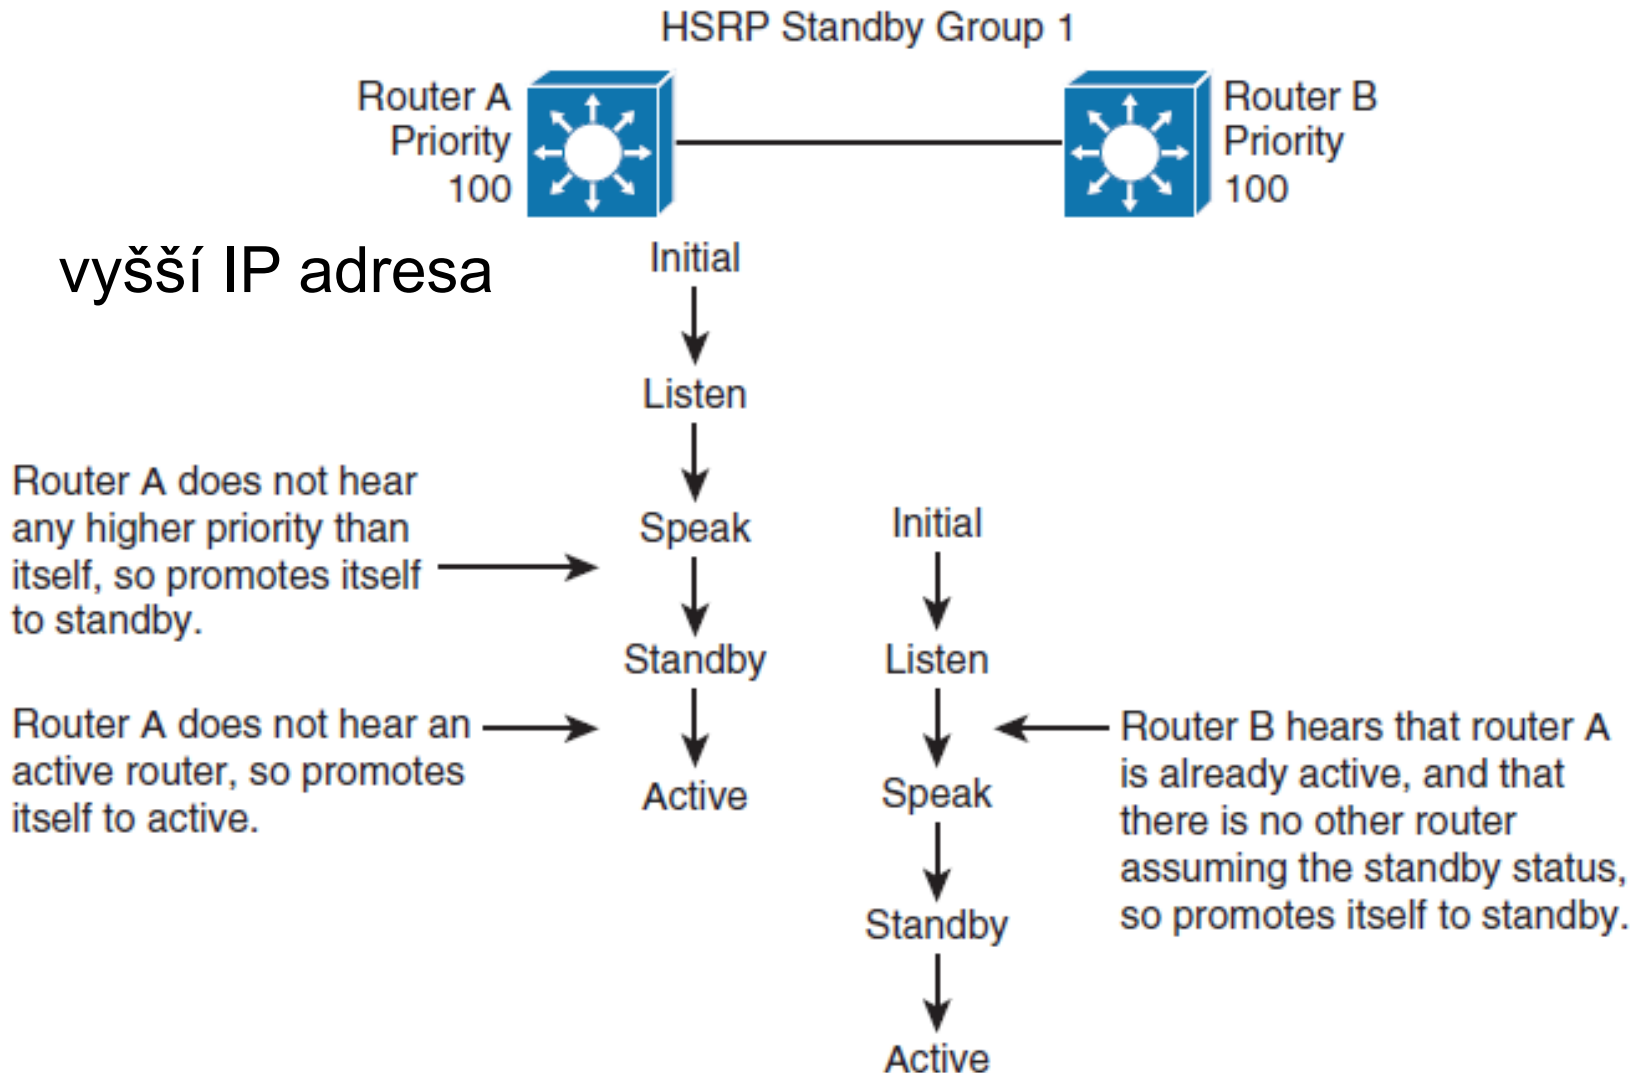 HSRP Standby Group 1
Router A
Priority
100
Router B
Priority
100
vyšší IP adresa
Initial
Listen
Speak
Standby
Active
Router A does not hear
any higher priority than
itself, so promotes itself
to standby.
Router A does not hear an
active router, so promotes
itself to active.
Initial
Listen
Speak
Standby
Active
Router B hears that router A
is already active, and that
there is no other router
assuming the standby status,
so promotes itself to standby.